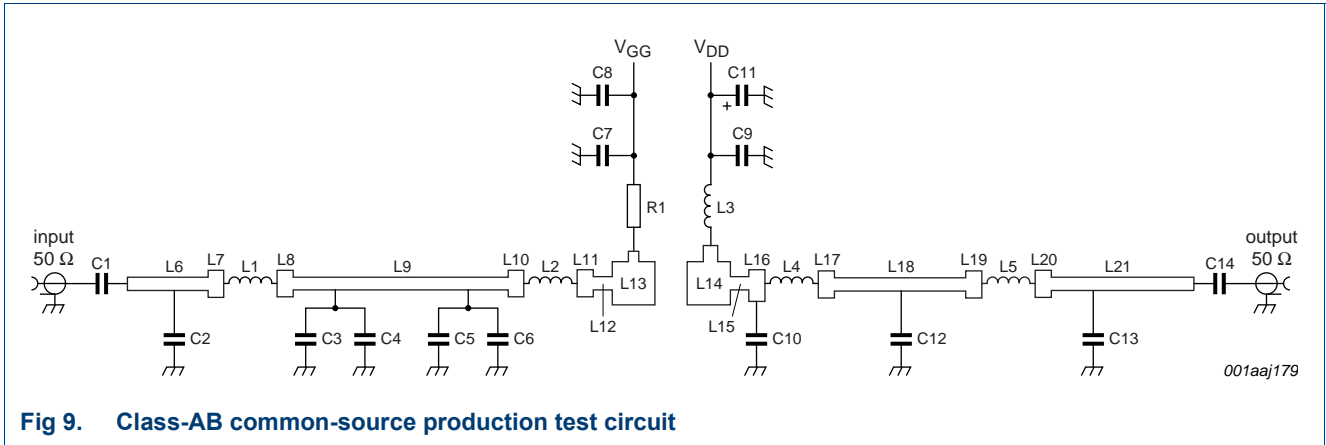 VGG
VDD
C8
C11
+
C7
C9
R1
L3
input
50 Ω
output
50 Ω
C1
L6
L7
L1
L8
L9
L10
L2
L11
L13
L14
L16
L4
L17
L18
L19
L5
L20
L21
C14
L12
L15
C2
C3
C4
C5
C6
C10
C12
C13
001aaj179
Fig 9. Class-AB common-source production test circuit